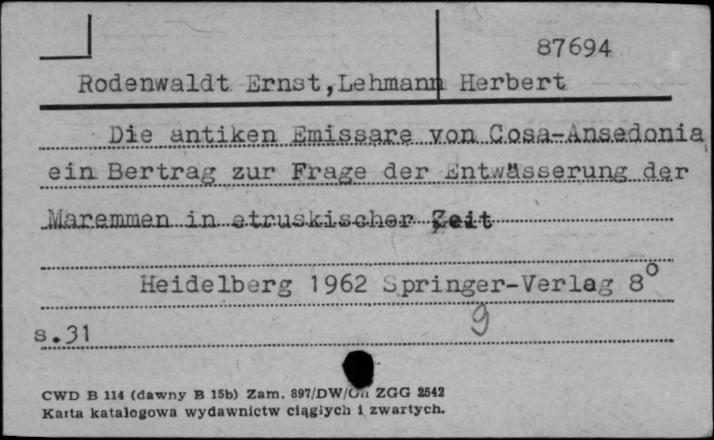 87694
Rodenwaldt Ernst,Lehmann Herbert
Die antiken Emissare von Cosa-Ansedonia
ein Bertrag zur Frage der Entwässerung der
Maremmen in etruskischer Zeit
Heidelberg 1962 Springer-Verlag 8°
9
s.31
CWD B 114 (dawny B 15b) Zam. 897/DW/ ZGG 2542
Karta katalogowa wydawnictw ciągłych i zwartych.